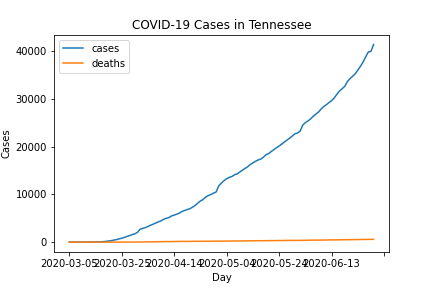 COVID-19 Cases in Tennessee
cases
deaths
40000
30000
20000
10000
0
Cases
2020-03-05 2020-03-25 2020-04-14 2020-05-04 2020-05-24 2020-06-13
Day